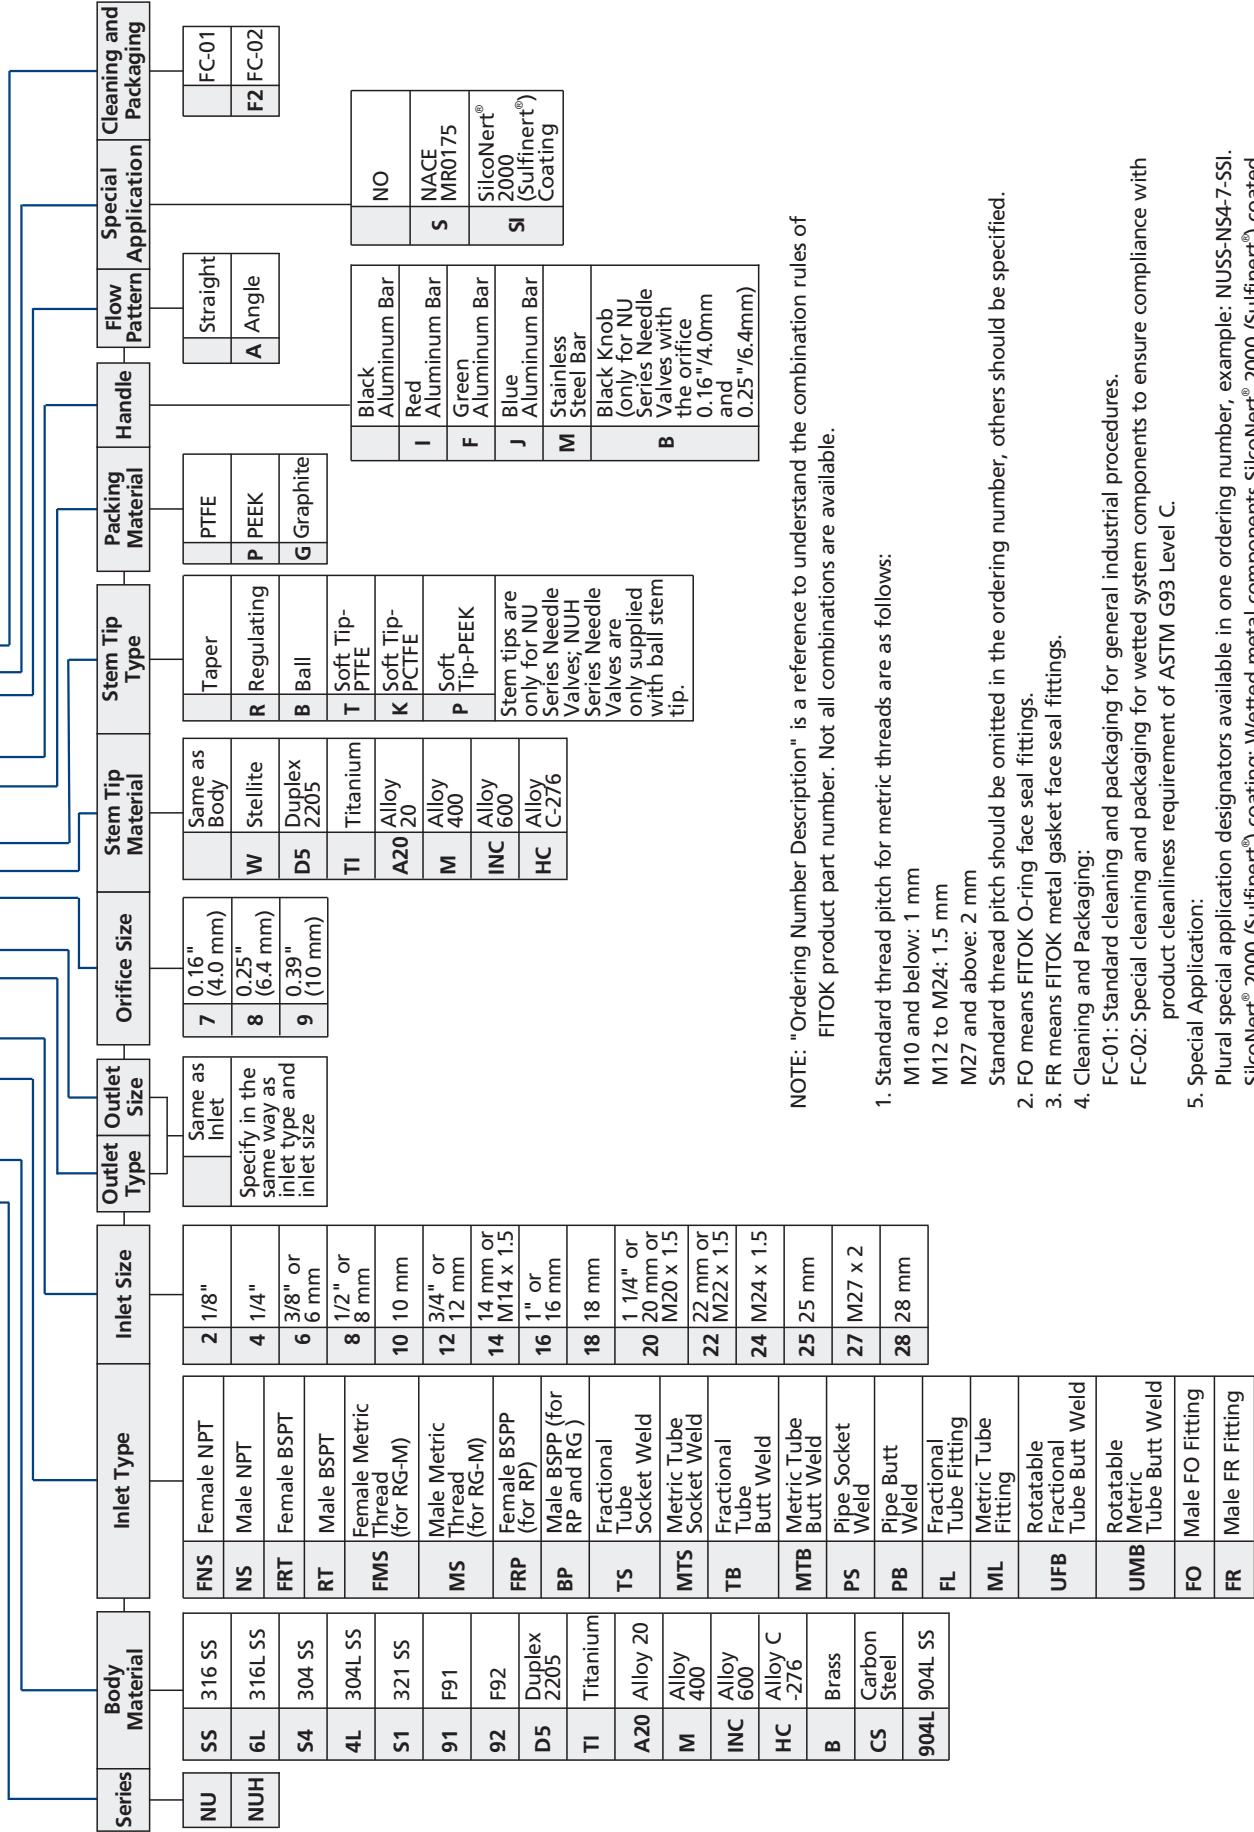 Series
NU
NUH
Body
Material
SS 316 SS
6L 316L SS
S4 304 SS
4L 304L SS
S1 321 SS
91 F91
92 F92
D5 Duplex
2205
TI Titanium
A20 Alloy 20
M Alloy
400
INC Alloy
600
HC Alloy C
-276
B Brass
CS Carbon
Steel
904L 904L SS
Inlet Type
FNS Female NPT
NS Male NPT
FRT Female BSPT
RT Male BSPT
FMS Female Metric
Thread
(for RG-M)
MS Male Metric
Thread
(for RG-M)
FRP Female BSPP
(for RP)
BP Male BSPP (for
RP and RG )
TS Fractional
Tube
Socket Weld
MTS Metric Tube
Socket Weld
TB Fractional
Tube
Butt Weld
MTB Metric Tube
Butt Weld
PS Pipe Socket
Weld
PB Pipe Butt
Weld
FL Fractional
Tube Fitting
ML Metric Tube
Fitting
UFB Rotatable
Fractional
Tube Butt Weld
UMB Rotatable
Metric
Tube Butt Weld
FO Male FO Fitting
FR Male FR Fitting
Inlet Size
2 1/8"
4 1/4"
6 3/8" or
6 mm
8 1/2" or
8 mm
10 10 mm
12 3/4" or
12 mm
14 14 mm or
M14 x 1.5
16 1" or
16 mm
18 18 mm
20 1 1/4" or
20 mm or
M20 x 1.5
22 22 mm or
M22 x 1.5
24 M24 x 1.5
25 25 mm
27 M27 x 2
28 28 mm
Outlet
Type
Outlet
Size
Same as
Inlet
Specify in the
same way as
inlet type and
inlet size
Orifice Size
7 0.16"
(4.0 mm)
8 0.25"
(6.4 mm)
9 0.39"
(10 mm)
Stem Tip
Material
Same as
Body
W Stellite
D5 Duplex
2205
TI Titanium
A20 Alloy
20
M Alloy
400
INC Alloy
600
HC Alloy
C-276
Stem Tip
Type
Taper
R Regulating
B Ball
T Soft Tip-
PTFE
K Soft Tip-
PCTFE
P Soft
Tip-PEEK
Stem tips are
only for NU
Series Needle
Valves; NUH
Series Needle
Valves are
only supplied
with ball stem
tip.
Packing
Material
PTFE
P PEEK
G Graphite
Handle
Black
Aluminum Bar
I Red
Aluminum Bar
F Green
Aluminum Bar
J Blue
Aluminum Bar
M Stainless
Steel Bar
B Black Knob
(only for NU
Series Needle
Valves with
the orifice
0.16"/4.0mm
and
0.25"/6.4mm)
Flow
Pattern
Straight
A Angle
Special
Application
NO
S NACE
MR0175
SI SilcoNert®
2000
(Sulfinert®)
Coating
Cleaning and
Packaging
FC-01
F2 FC-02
NOTE: "Ordering Number Description" is a reference to understand the combination rules of
FITOK product part number. Not all combinations are available.
1. Standard thread pitch for metric threads are as follows:
M10 and below: 1 mm
M12 to M24: 1.5 mm
M27 and above: 2 mm
Standard thread pitch should be omitted in the ordering number, others should be specified.
2. FO means FITOK O-ring face seal fittings.
3. FR means FITOK metal gasket face seal fittings.
4. Cleaning and Packaging:
FC-01: Standard cleaning and packaging for general industrial procedures.
FC-02: Special cleaning and packaging for wetted system components to ensure compliance with
product cleanliness requirement of ASTM G93 Level C.
5. Special Application:
Plural special application designators available in one ordering number, example: NUSS-NS4-7-SSI.
SilcoNert® 2000 (Sulfinert®) coating: Wetted metal components SilcoNert® 2000 (Sulfinert®) coated